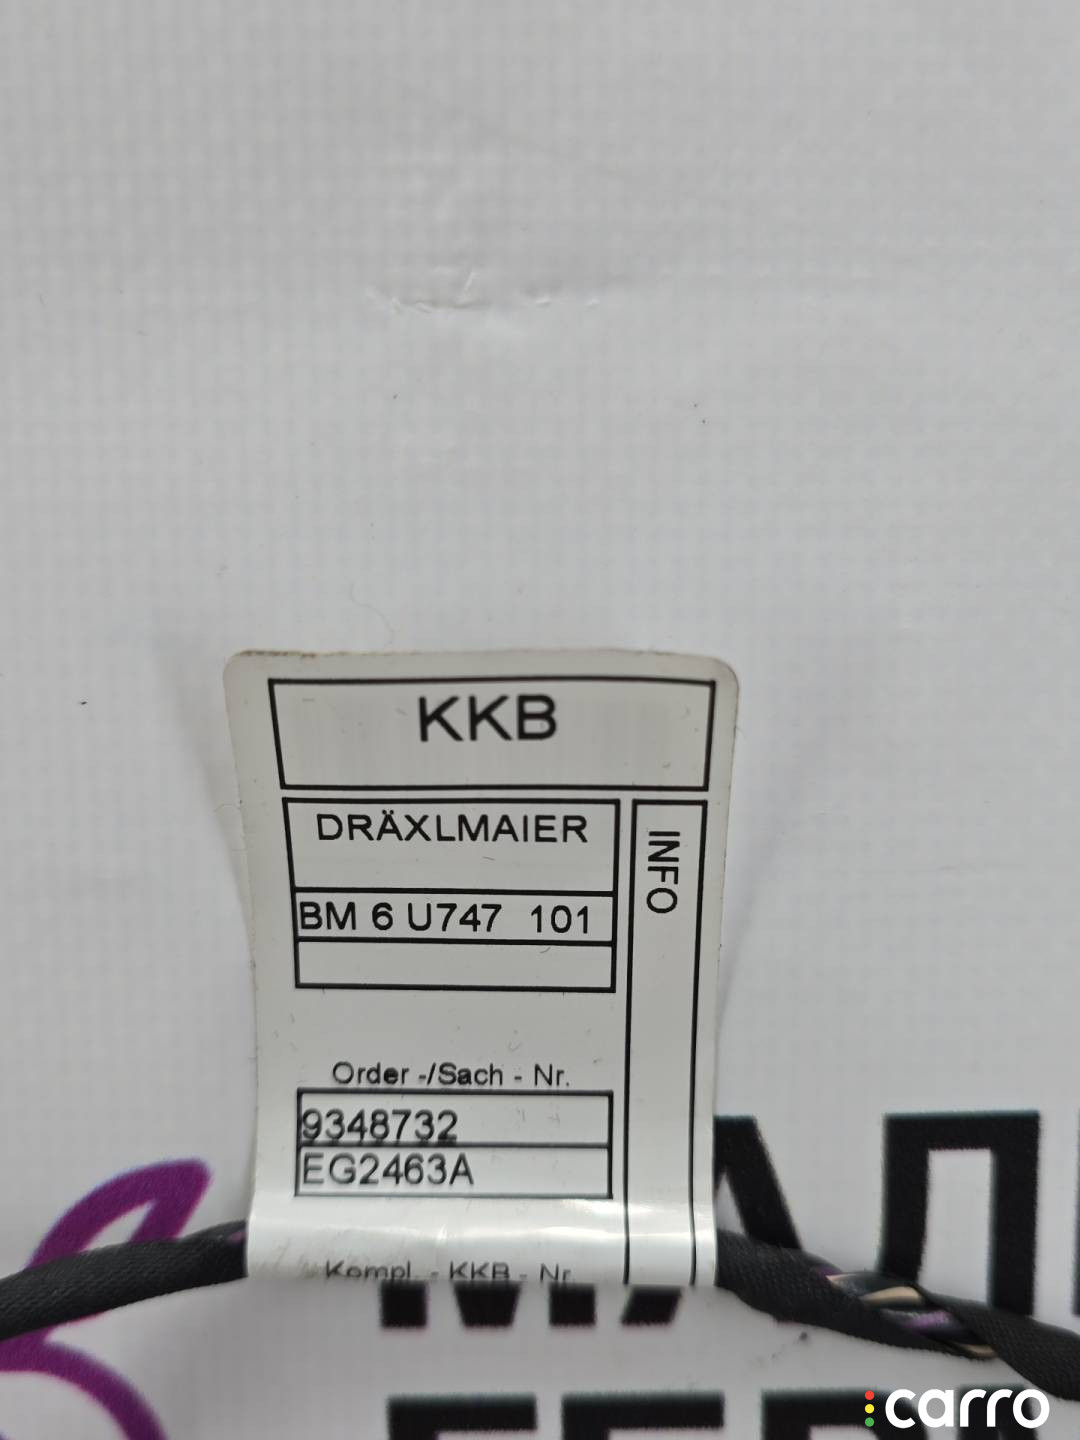 KKB
DRÄXLMAIER
INFO
BM 6 U747 101
Order -/Sach - Nr.
9348732
EG2463A
Kompl. - KKB - Nr.
carro